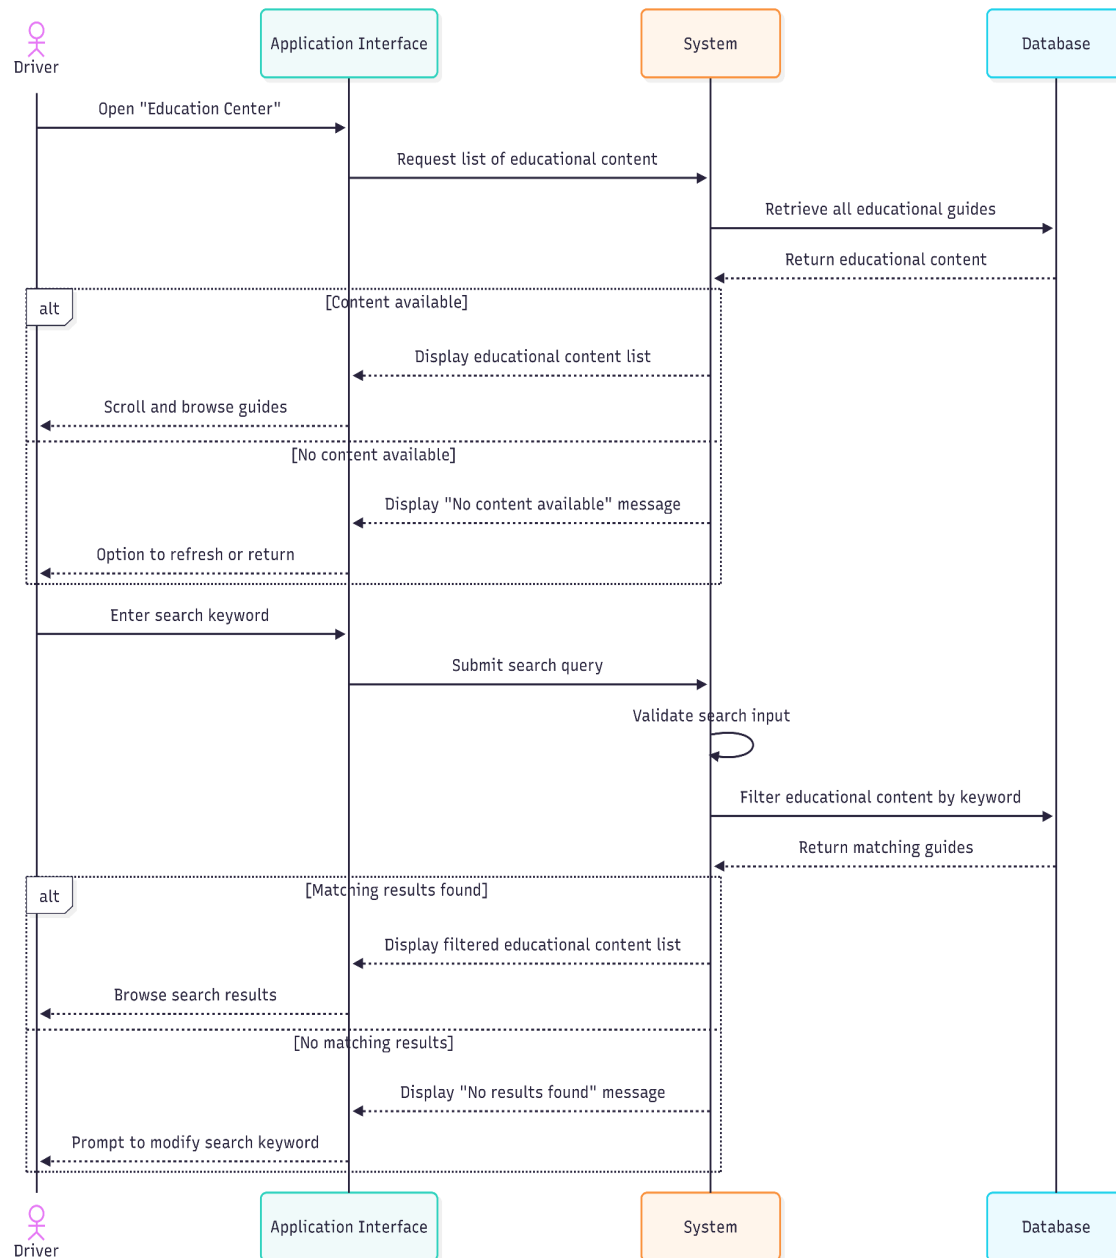 Driver
Application Interface
System
Database
Open "Education Center"
Request list of educational content
Retrieve all educational guides
Return educational content
alt
[Content available]
Display educational content list
Scroll and browse guides
[No content available]
Display "No content available" message
Option to refresh or return
Enter search keyword
Submit search query
Validate search input
Filter educational content by keyword
Return matching guides
alt
[Matching results found]
Display filtered educational content list
Browse search results
[No matching results]
Display "No results found" message
Prompt to modify search keyword
Driver
Application Interface
System
Database